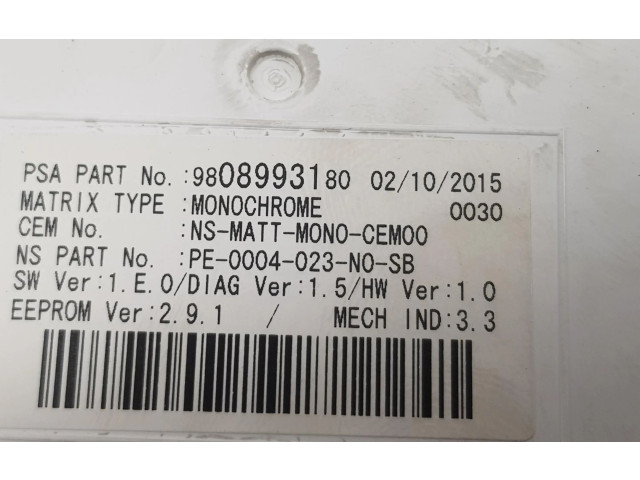 PSA PART No.:9808993180 02/10/2015
MATRIX TYPE :MONOCHROME 0030
CEM No. :NS-MATT-MONO-CEM00
NS PART No. :PE-0004-023-NO-SB
SW Ver:1.E.0/DIAG Ver:1.5/HW Ver:1.0
EEPROM Ver:2.9.1 / MECH IND:3.3